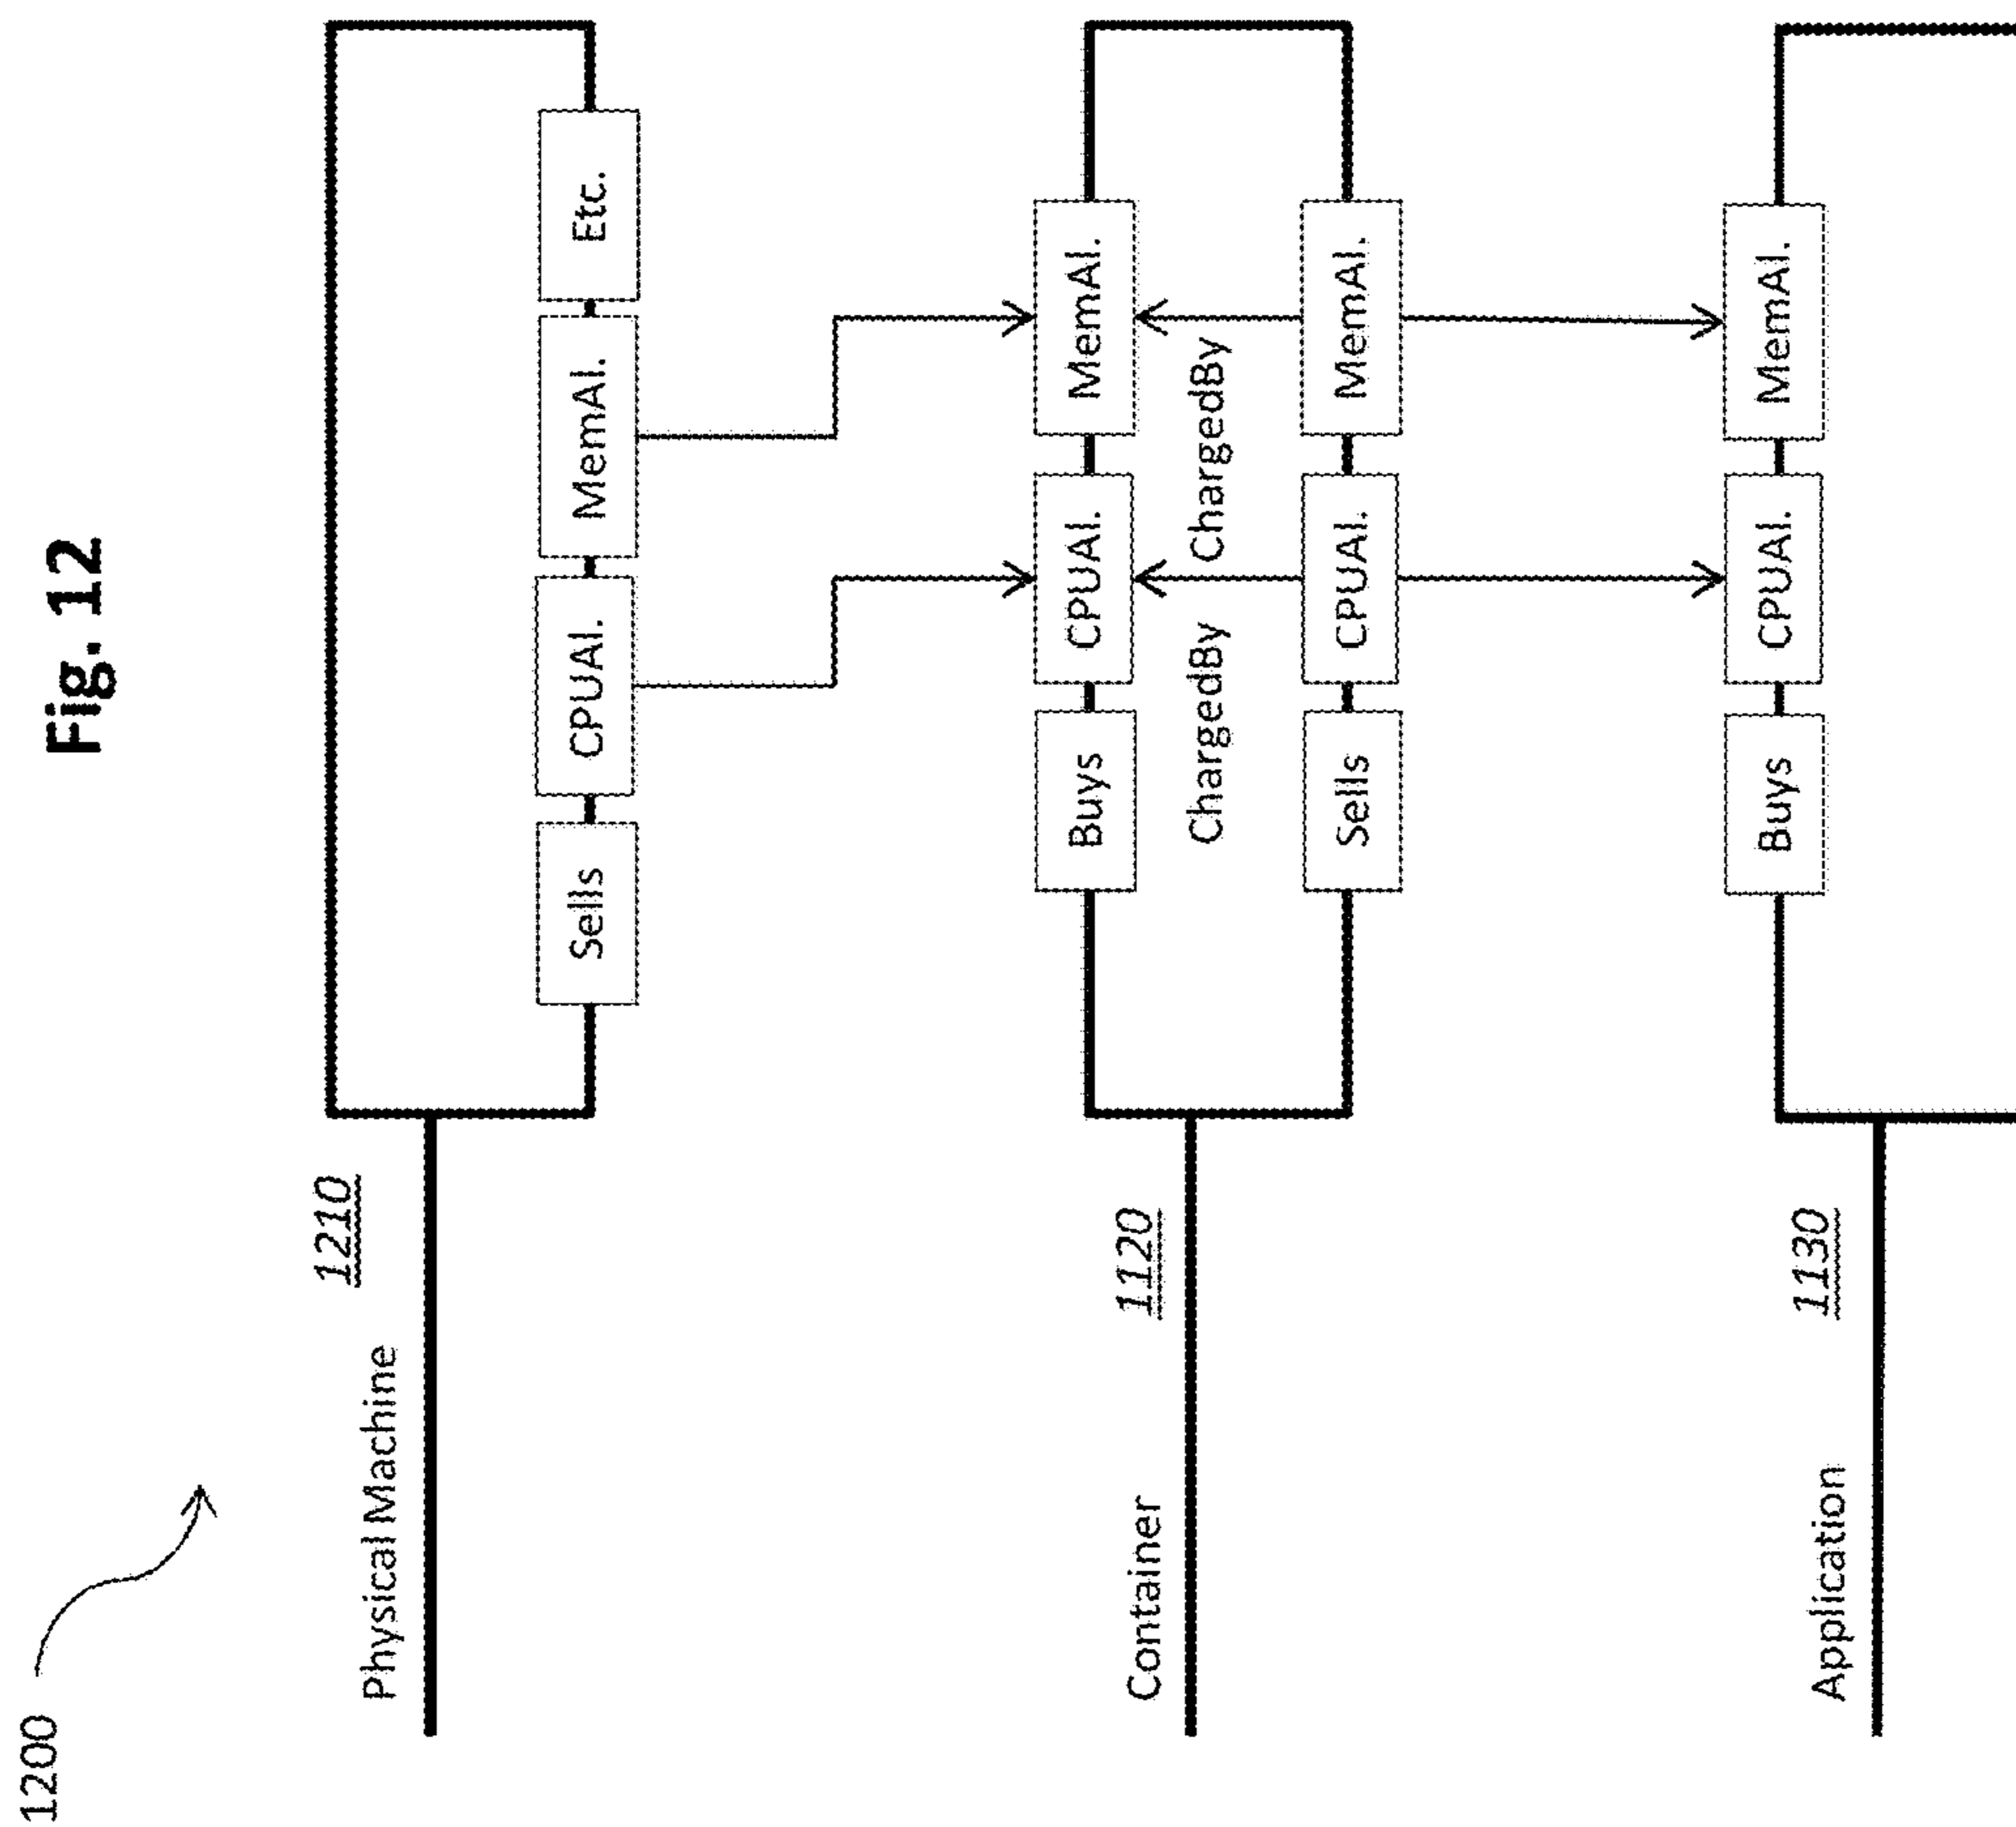 Fig. 12
1200
Physical Machine
1210
Sells
CPUAl.
MemAl.
Etc.
Container
1120
Buys
CPUAl.
MemAl.
ChargedBy
ChargedBy
Sells
CPUAl.
MemAl.
Application
1130
Buys
CPUAl.
MemAl.